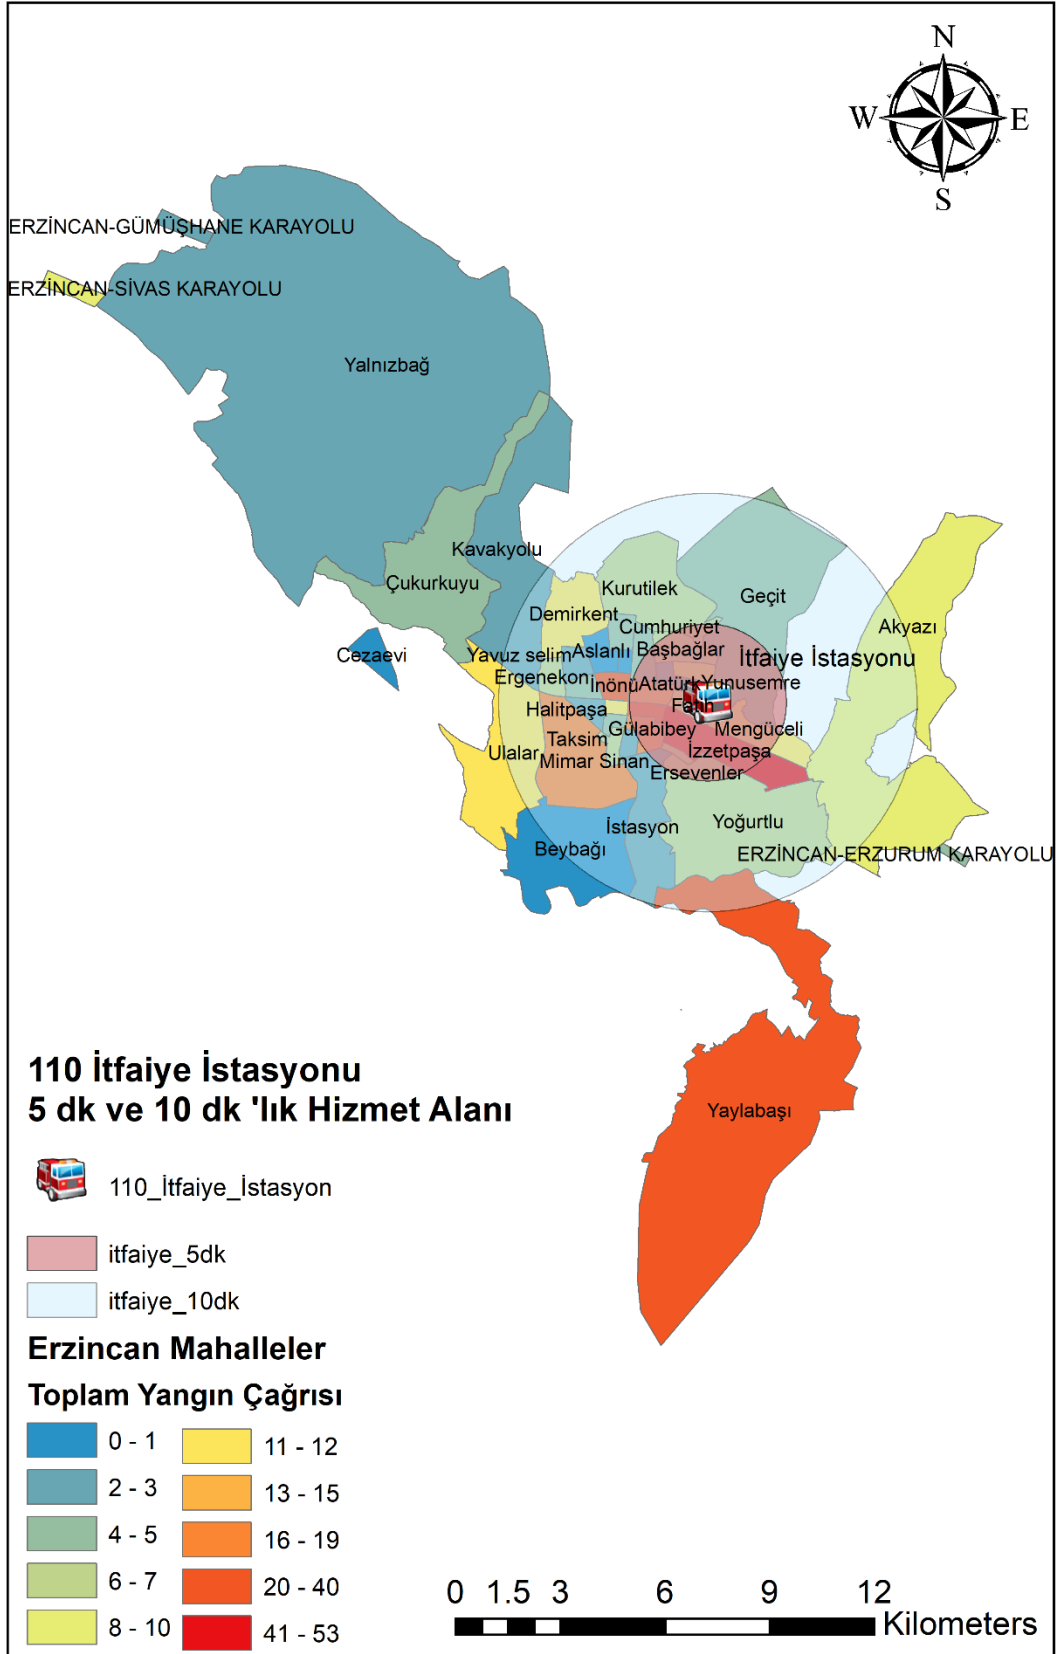 N
W E
S
ERZİNCAN-GÜMÜŞHANE KARAYOLU
ERZİNCAN-SİVAS KARAYOLU
Yalnızbağ
Kavakyolu
Çukurkuyu
Kurutilek
Geçit
Demirkent
Cumhuriyet
Akyazı
Cezaevi
Yavuz selim
Aslanlı
Başbağlar
İtfaiye İstasyonu
Ergenekon
İnönü
Atatürk
Yunusemre
Halitpaşa
Fatih
Gülabibey
Mengüceli
Ulalar
Taksim
İzzetpaşa
Mimar Sinan
Ersevenler
İstasyon
Yoğurtlu
Beybağı
ERZİNCAN-ERZURUM KARAYOLU
Yaylabaşı
110 İtfaiye İstasyonu
5 dk ve 10 dk 'lık Hizmet Alanı
110_İtfaiye_İstasyon
itfaiye_5dk
itfaiye_10dk
Erzincan Mahalleler
Toplam Yangın Çağrısı
0 - 1
2 - 3
4 - 5
6 - 7
8 - 10
11 - 12
13 - 15
16 - 19
20 - 40
41 - 53
0 1.5 3 6 9 12
Kilometers